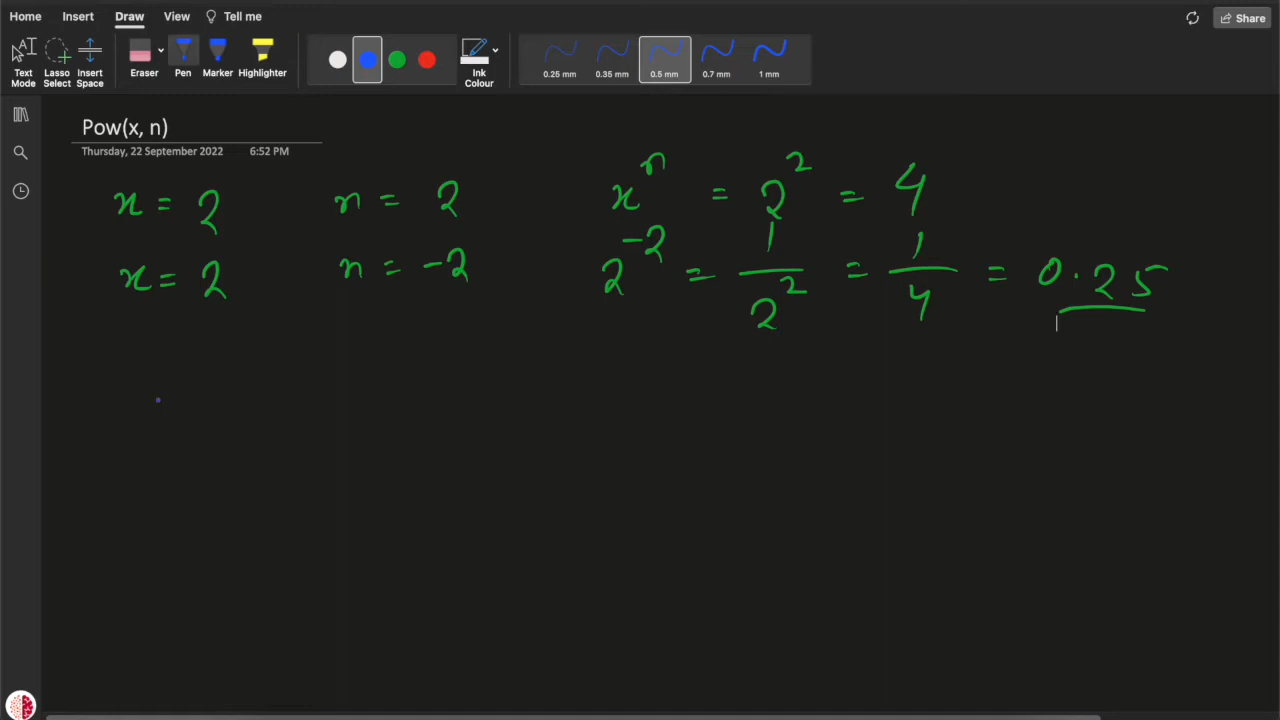 Home Insert Draw View Tell me Share
Text Mode Lasso Select Insert Space Eraser Pen Marker Highlighter Ink Colour 0.25 mm 0.35 mm 0.5 mm 0.7 mm 1 mm
Pow(x, n)
Thursday, 22 September 2022 6:52 PM
x = 2 n = 2 x^n = 2^2 = 4
x = 2 n = -2 2^-2 = 1/2^2 = 1/4 = 0.25